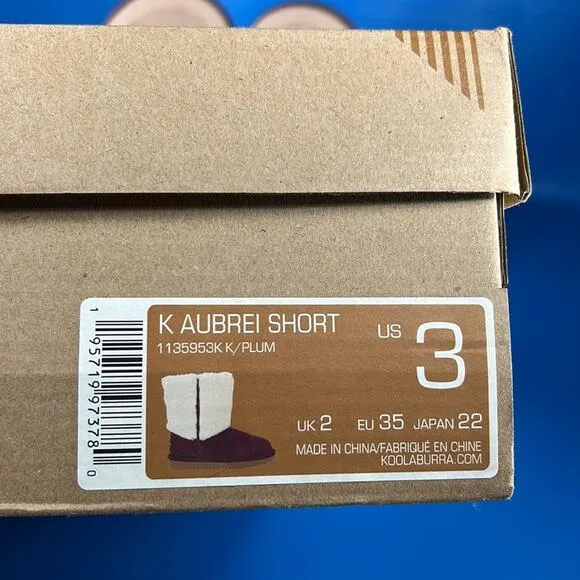 K AUBREI SHORT
1135953K K/PLUM
US 3
UK 2 EU 35 JAPAN 22
MADE IN CHINA/FABRIQUÉ EN CHINE
KOOLABURRA.COM
1 95719 97378 0